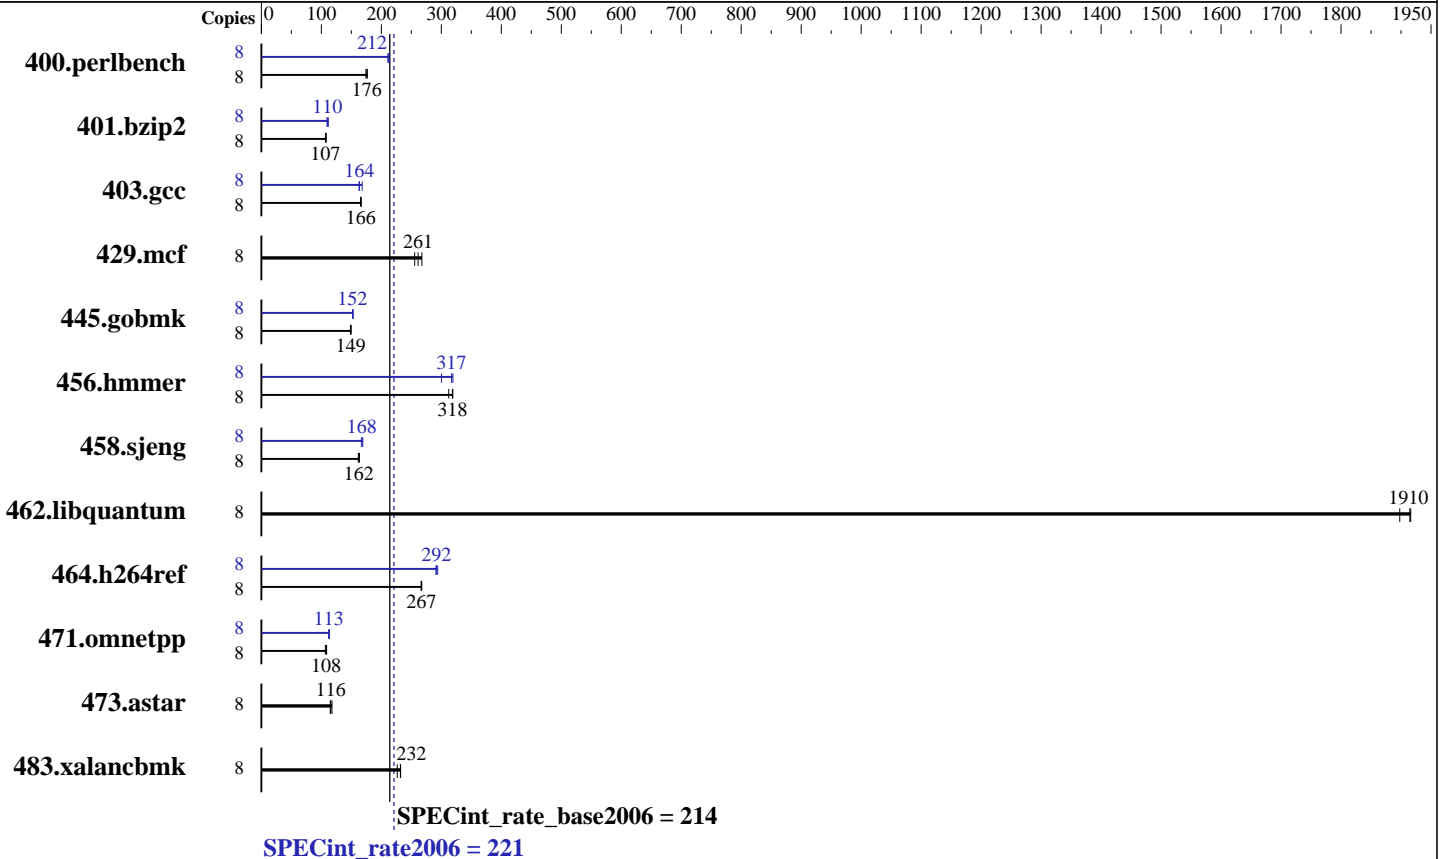 Copies 0 100 200 300 400 500 600 700 800 900 1000 1100 1200 1300 1400 1500 1600 1700 1800 1950
400.perlbench 8 212
8 176
401.bzip2 8 110
8 107
403.gcc 8 164
8 166
429.mcf 8 261
445.gobmk 8 152
8 149
456.hmmer 8 317
8 318
458.sjeng 8 168
8 162
462.libquantum 8 1910
464.h264ref 8 292
8 267
471.omnetpp 8 113
8 108
473.astar 8 116
483.xalancbmk 8 232
SPECint_rate_base2006 = 214
SPECint_rate2006 = 221